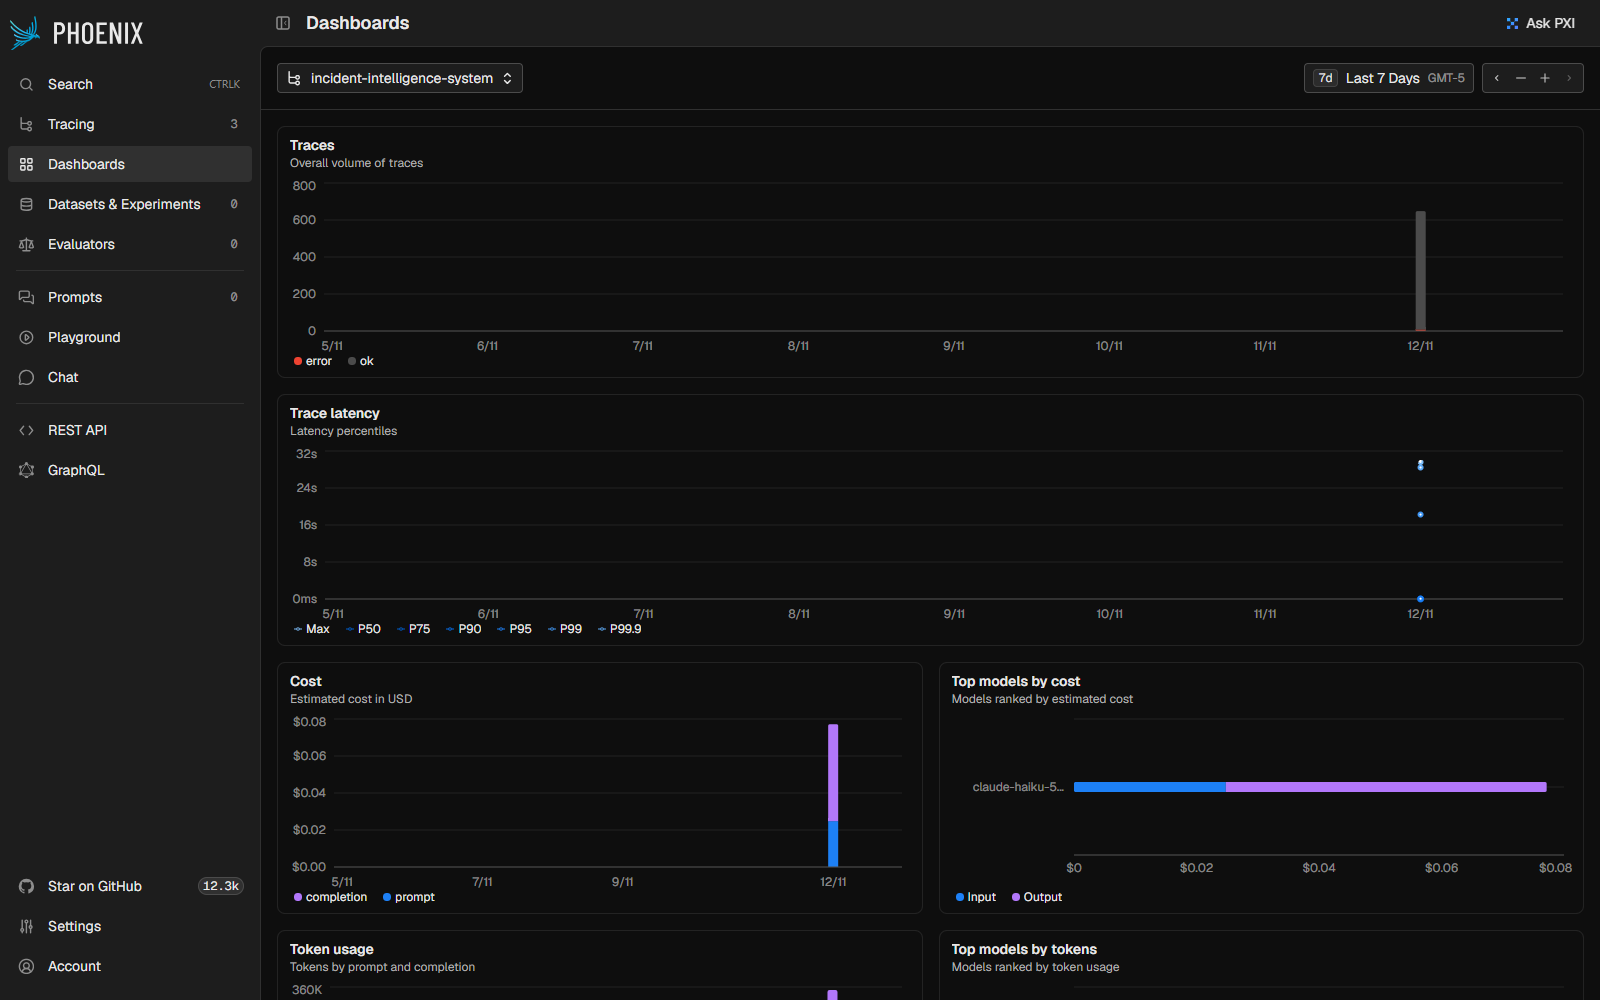 PHOENIX
Search CTRLK
Tracing 3
Dashboards
Datasets & Experiments 0
Evaluators 0
Prompts 0
Playground
Chat
REST API
GraphQL
Star on GitHub 12.3k
Settings
Account
Dashboards
Ask PXI
incident-intelligence-system
7d Last 7 Days GMT-5
Traces
Overall volume of traces
800
600
400
200
0
5/11 6/11 7/11 8/11 9/11 10/11 11/11 12/11
error ok
Trace latency
Latency percentiles
32s
24s
16s
8s
0ms
5/11 6/11 7/11 8/11 9/11 10/11 11/11 12/11
Max P50 P75 P90 P95 P99 P99.9
Cost
Estimated cost in USD
$0.08
$0.06
$0.04
$0.02
$0.00
5/11 7/11 9/11 12/11
completion prompt
Top models by cost
Models ranked by estimated cost
claude-haiku-5...
$0 $0.02 $0.04 $0.06 $0.08
Input Output
Token usage
Tokens by prompt and completion
360K
Top models by tokens
Models ranked by token usage